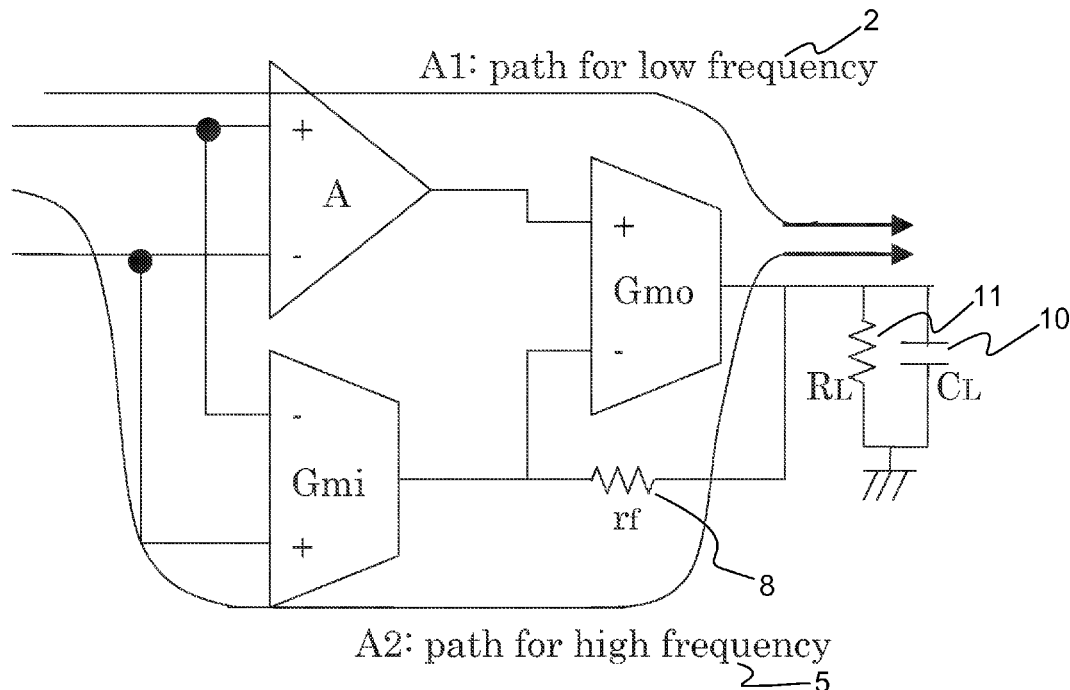 2
A1: path for low frequency
+
A
-
+
Gmo
-
11
10
RL
CL
-
Gmi
+
rf
8
A2: path for high frequency
5